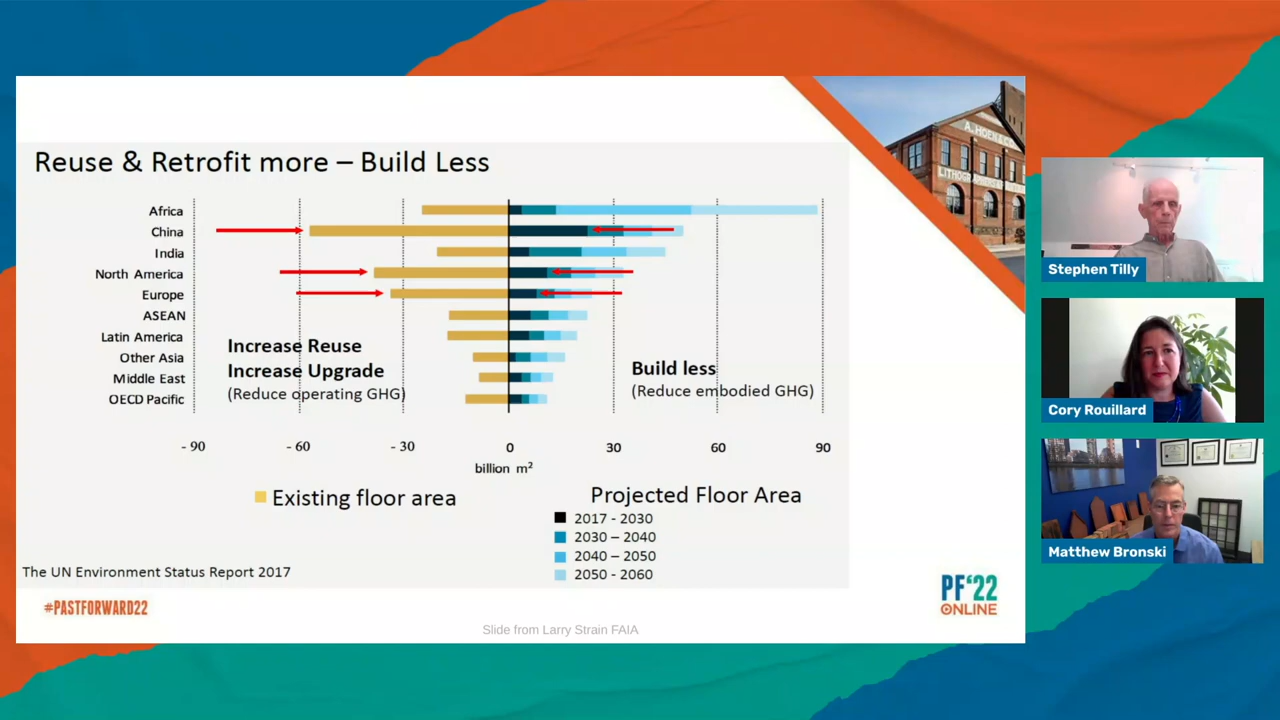 A. HOEN & CO.
LITHOGRAPHERS
Reuse & Retrofit more – Build Less
Africa
China
India
North America
Europe
ASEAN
Latin America
Other Asia
Middle East
OECD Pacific
Increase Reuse
Increase Upgrade
(Reduce operating GHG)
Build less
(Reduce embodied GHG)
- 90
- 60
- 30
0
30
60
90
billion m²
Existing floor area
Projected Floor Area
2017 - 2030
2030 – 2040
2040 – 2050
2050 - 2060
The UN Environment Status Report 2017
#PASTFORWARD22
Slide from Larry Strain FAIA
PF‘22
ONLINE
Stephen Tilly
Cory Rouillard
Matthew Bronski